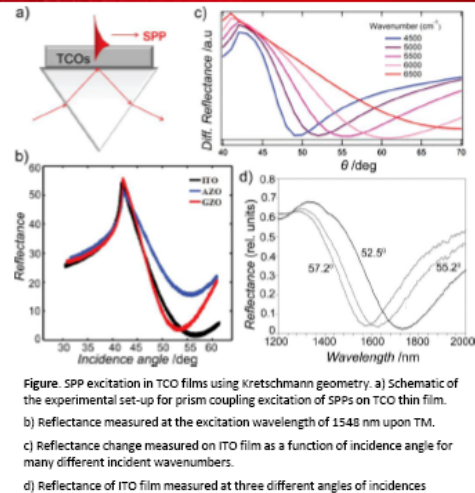 a)
SPP
TCOs
c)
Wavenumber (cm⁻¹)
4500
5000
5500
6000
6500
Diff. Reflectance /a.u
40 45 50 55 60 65 70
θ /deg
b)
60
50
40
30
20
10
0
ITO
AZO
GZO
Reflectance
30 35 40 45 50 55 60
Incidence angle /deg
d)
0.8
0.7
0.6
0.5
0.4
0.3
0.2
0.1
0
52.5⁰
57.2⁰
55.2⁰
Reflectance (rel. units)
1200 1400 1600 1800 2000
Wavelength /nm
Figure. SPP excitation in TCO films using Kretschmann geometry. a) Schematic of
the experimental set-up for prism coupling excitation of SPPs on TCO thin film.
b) Reflectance measured at the excitation wavelength of 1548 nm upon TM.
c) Reflectance change measured on ITO film as a function of incidence angle for
many different incident wavenumbers.
d) Reflectance of ITO film measured at three different angles of incidences